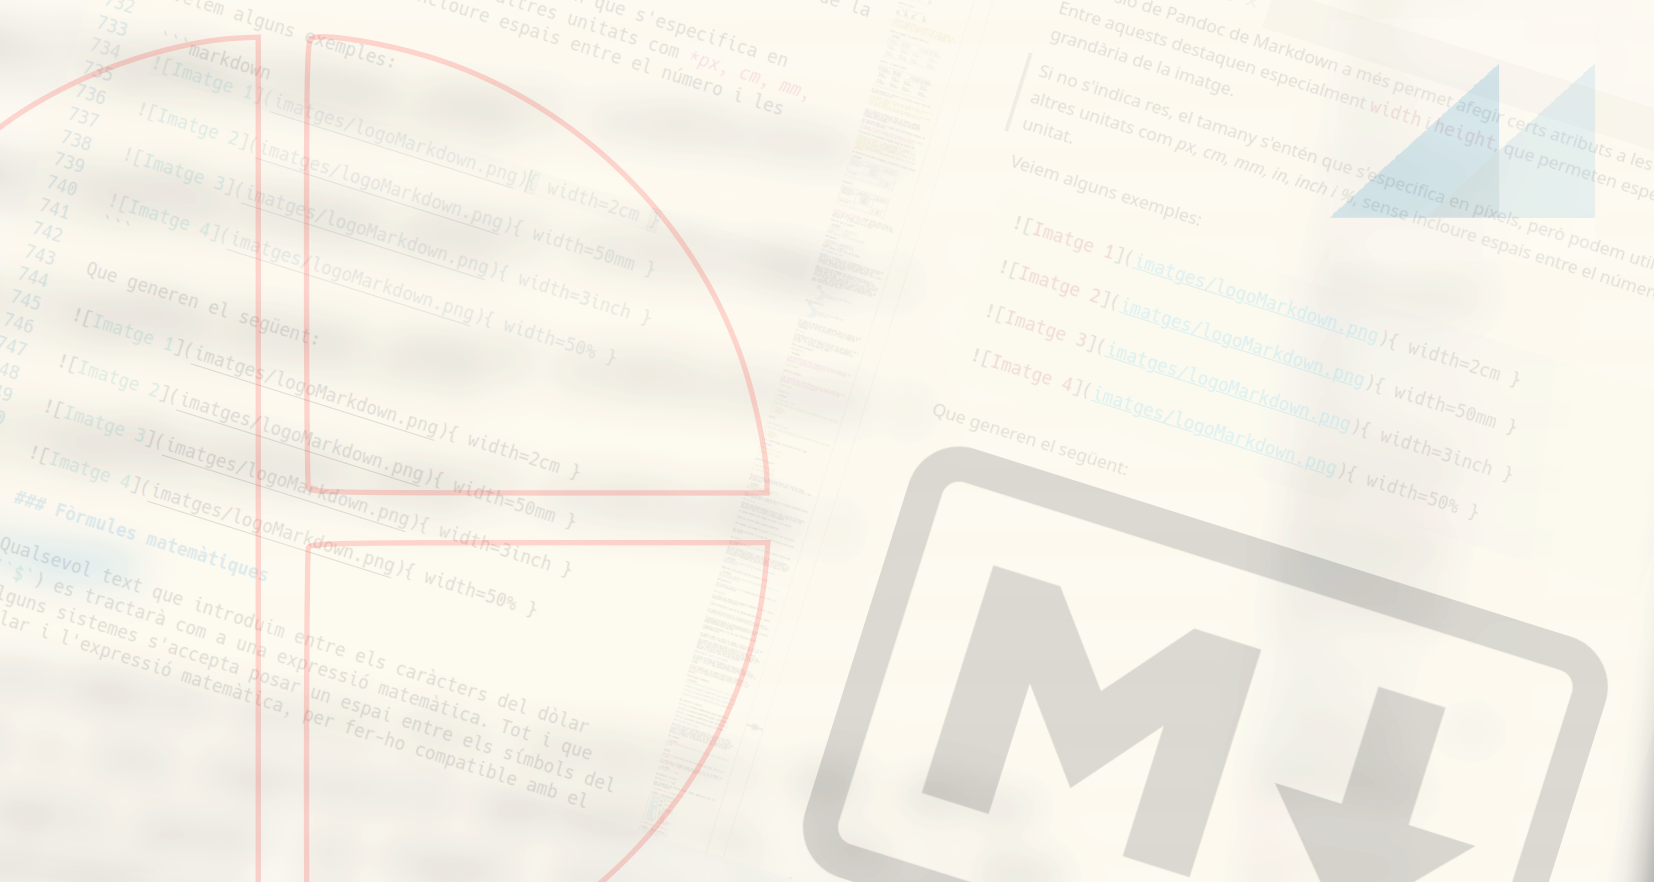 732
733
734
735
736
737
738
739
740
741
742
743
744
745
746
747
48
49
0
alguns exemples:
```markdown
![Imatge 1](imatges/logoMarkdown.png){ width=2cm }
![Imatge 2](imatges/logoMarkdown.png){ width=50mm }
![Imatge 3](imatges/logoMarkdown.png){ width=3inch }
![Imatge 4](imatges/logoMarkdown.png){ width=50% }
```
Que generen el següent:
![Imatge 1](imatges/logoMarkdown.png){ width=2cm }
![Imatge 2](imatges/logoMarkdown.png){ width=50mm }
![Imatge 3](imatges/logoMarkdown.png){ width=3inch }
![Imatge 4](imatges/logoMarkdown.png){ width=50% }
### Fòrmules matemàtiques
Qualsevol text que introduim entre els caràcters del dòlar
`$`) es tractarà com a una expressió matemàtica. Tot i que
lguns sistemes s'accepta posar un espai entre els símbols del
lar i l'expressió matemàtica, per fer-ho compatible amb el
de la
que s'especifica en
altres unitats com *px, cm, mm,
incloure espais entre el número i les
sió de Pandoc de Markdown a més permet afegir certs atributs a les
Entre aquests destaquen especialment width i height, que permeten espe
grandària de la imatge.
Si no s'indica res, el tamany s'entén que s'especifica en píxels, però podem util
altres unitats com px, cm, mm, in, inch i %, sense incloure espais entre el númer
unitat.
Veiem alguns exemples:
![Imatge 1](imatges/logoMarkdown.png){ width=2cm }
![Imatge 2](imatges/logoMarkdown.png){ width=50mm }
![Imatge 3](imatges/logoMarkdown.png){ width=3inch }
![Imatge 4](imatges/logoMarkdown.png){ width=50% }
Que generen el següent:
M